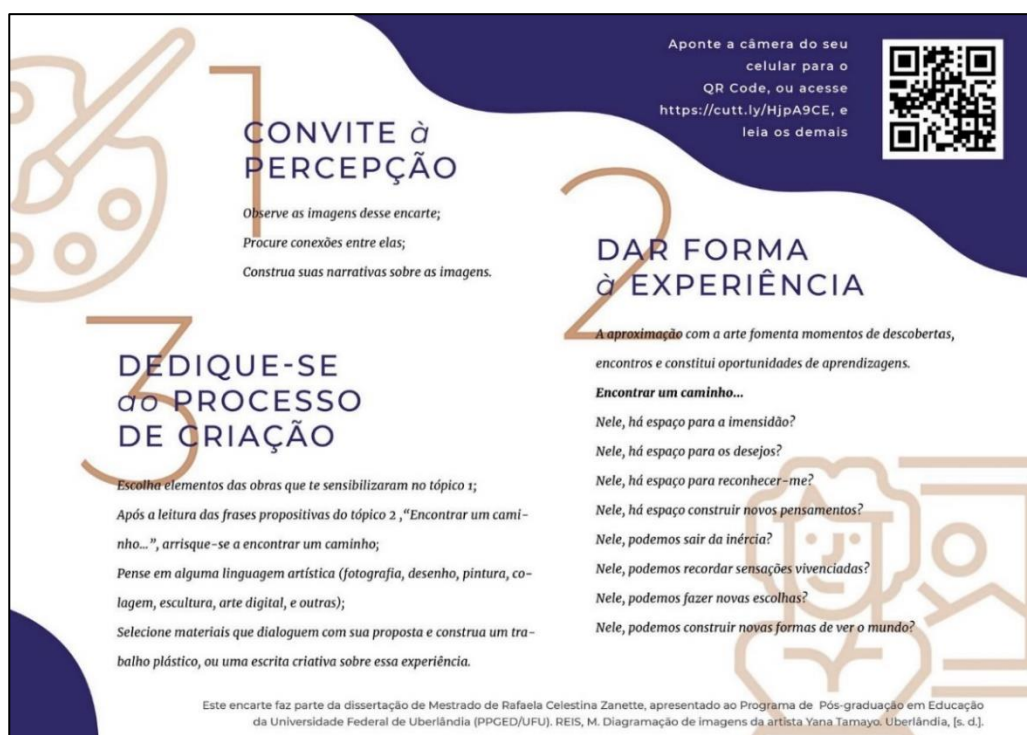 Aponte a câmera do seu
celular para o
QR Code, ou acesse
https://cutt.ly/HjpA9CE, e
leia os demais
1
CONVITE à
PERCEPÇÃO
Observe as imagens desse encarte;
Procure conexões entre elas;
Construa suas narrativas sobre as imagens.
2
DAR FORMA
à EXPERIÊNCIA
A aproximação com a arte fomenta momentos de descobertas,
encontros e constitui oportunidades de aprendizagens.
Encontrar um caminho...
Nele, há espaço para a imensidão?
Nele, há espaço para os desejos?
Nele, há espaço para reconhecer-me?
Nele, há espaço construir novos pensamentos?
Nele, podemos sair da inércia?
Nele, podemos recordar sensações vivenciadas?
Nele, podemos fazer novas escolhas?
Nele, podemos construir novas formas de ver o mundo?
3
DEDIQUE-SE
ao PROCESSO
DE CRIAÇÃO
Escolha elementos das obras que te sensibilizaram no tópico 1;
Após a leitura das frases propositivas do tópico 2 ,“Encontrar um cami-
nho...”, arrisque-se a encontrar um caminho;
Pense em alguma linguagem artística (fotografia, desenho, pintura, co-
lagem, escultura, arte digital, e outras);
Selecione materiais que dialoguem com sua proposta e construa um tra-
balho plástico, ou uma escrita criativa sobre essa experiência.
Este encarte faz parte da dissertação de Mestrado de Rafaela Celestina Zanette, apresentado ao Programa de Pós-graduação em Educação
da Universidade Federal de Uberlândia (PPGED/UFU). REIS, M. Diagramação de imagens da artista Yana Tamayo. Uberlândia, [s. d.].